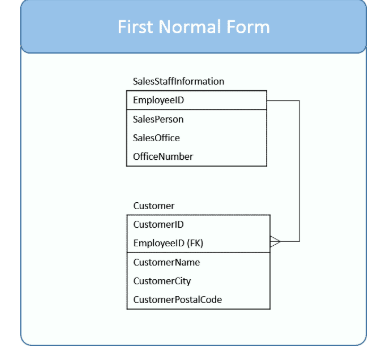 First Normal Form
SalesStaffInformation
EmployeeID
SalesPerson
SalesOffice
OfficeNumber
Customer
CustomerID
EmployeeID (FK)
CustomerName
CustomerCity
CustomerPostalCode